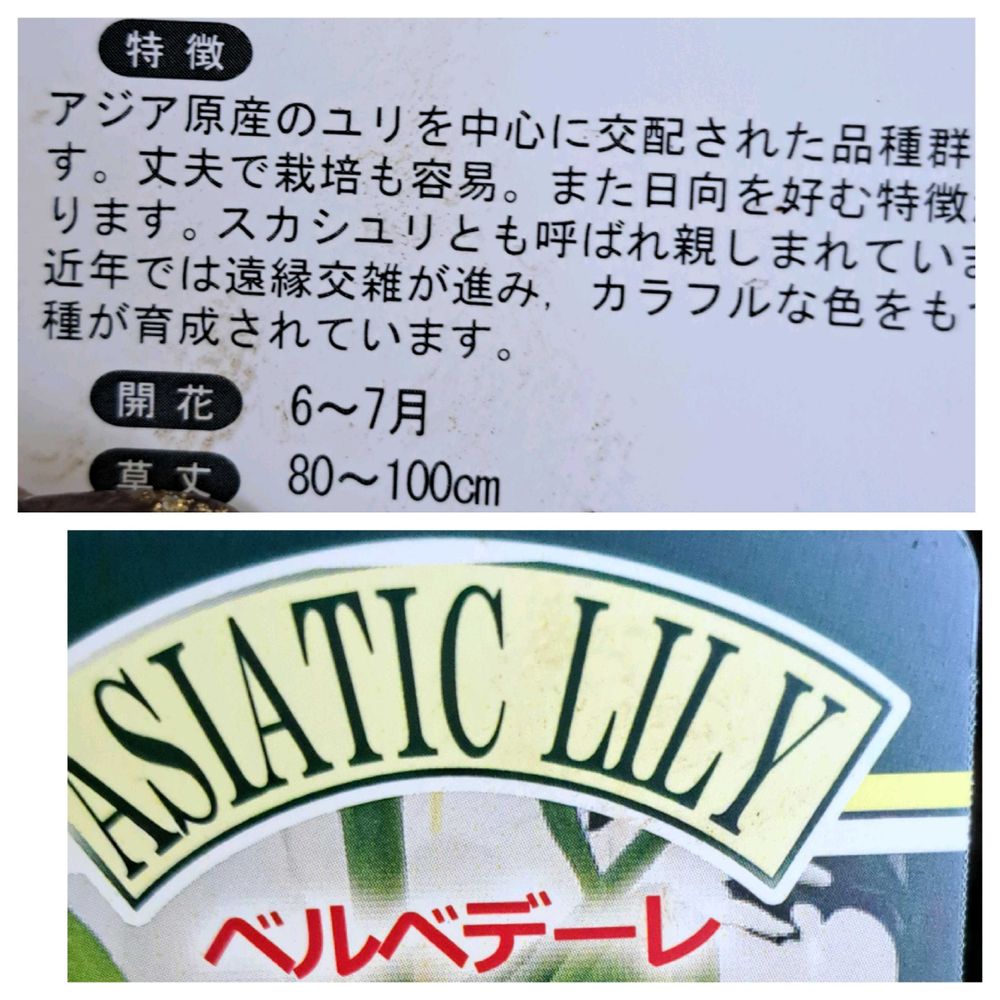 特徴
アジア原産のユリを中心に交配された品種群
す。丈夫で栽培も容易。また日向を好む特徴
ります。スカシユリとも呼ばれ親しまれていま
近年では遠縁交雑が進み，カラフルな色をもつ
種が育成されています。
開花 6～7月
草丈 80～100cm
ASIATIC LILY
ベルベデーレ